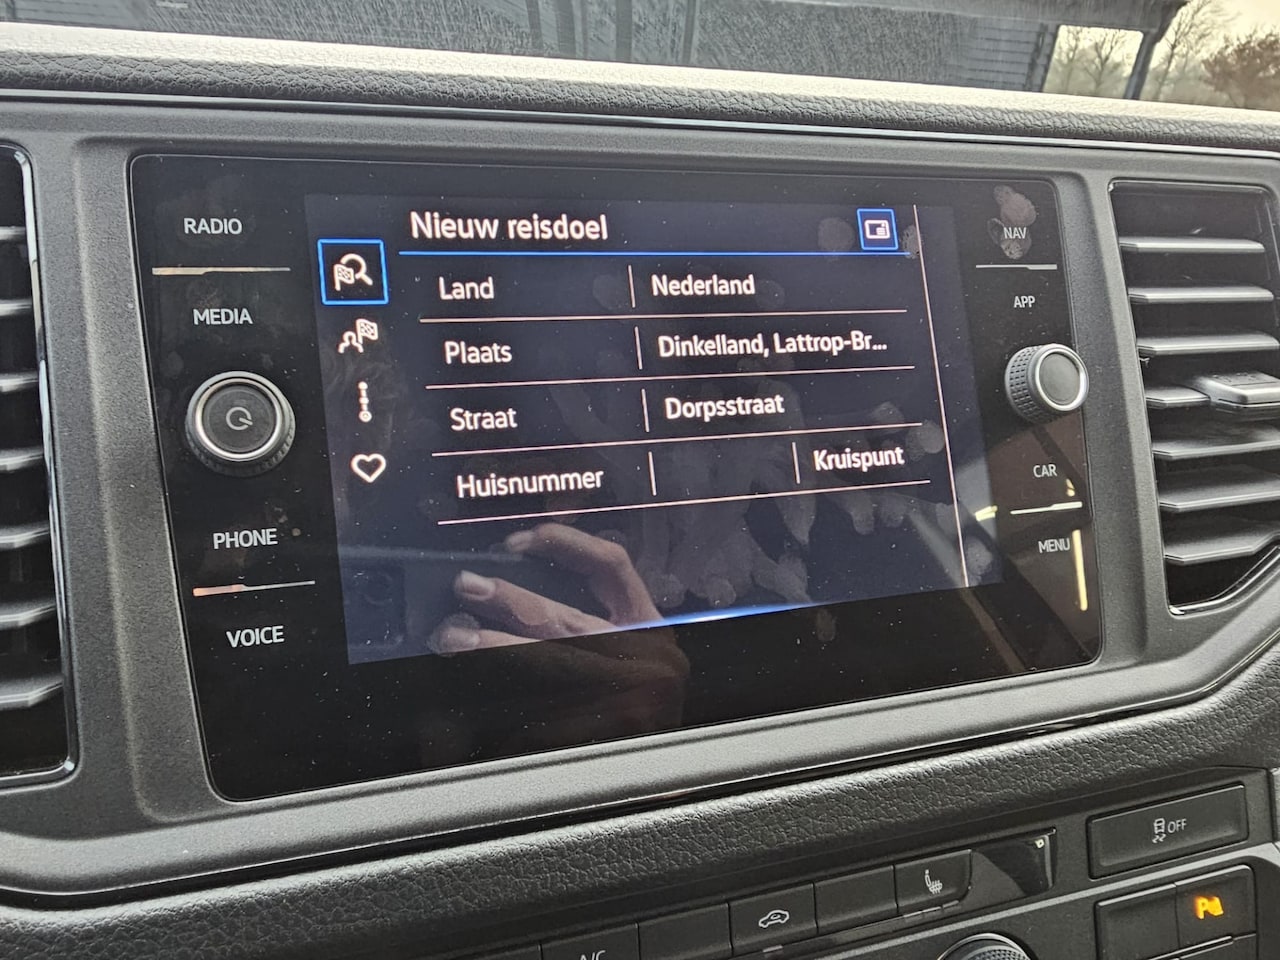 RADIO
MEDIA
PHONE
VOICE
Nieuw reisdoel
Land Nederland
Plaats Dinkelland, Lattrop-Br...
Straat Dorpsstraat
Huisnummer Kruispunt
NAV
APP
CAR
MENU
OFF
A/C